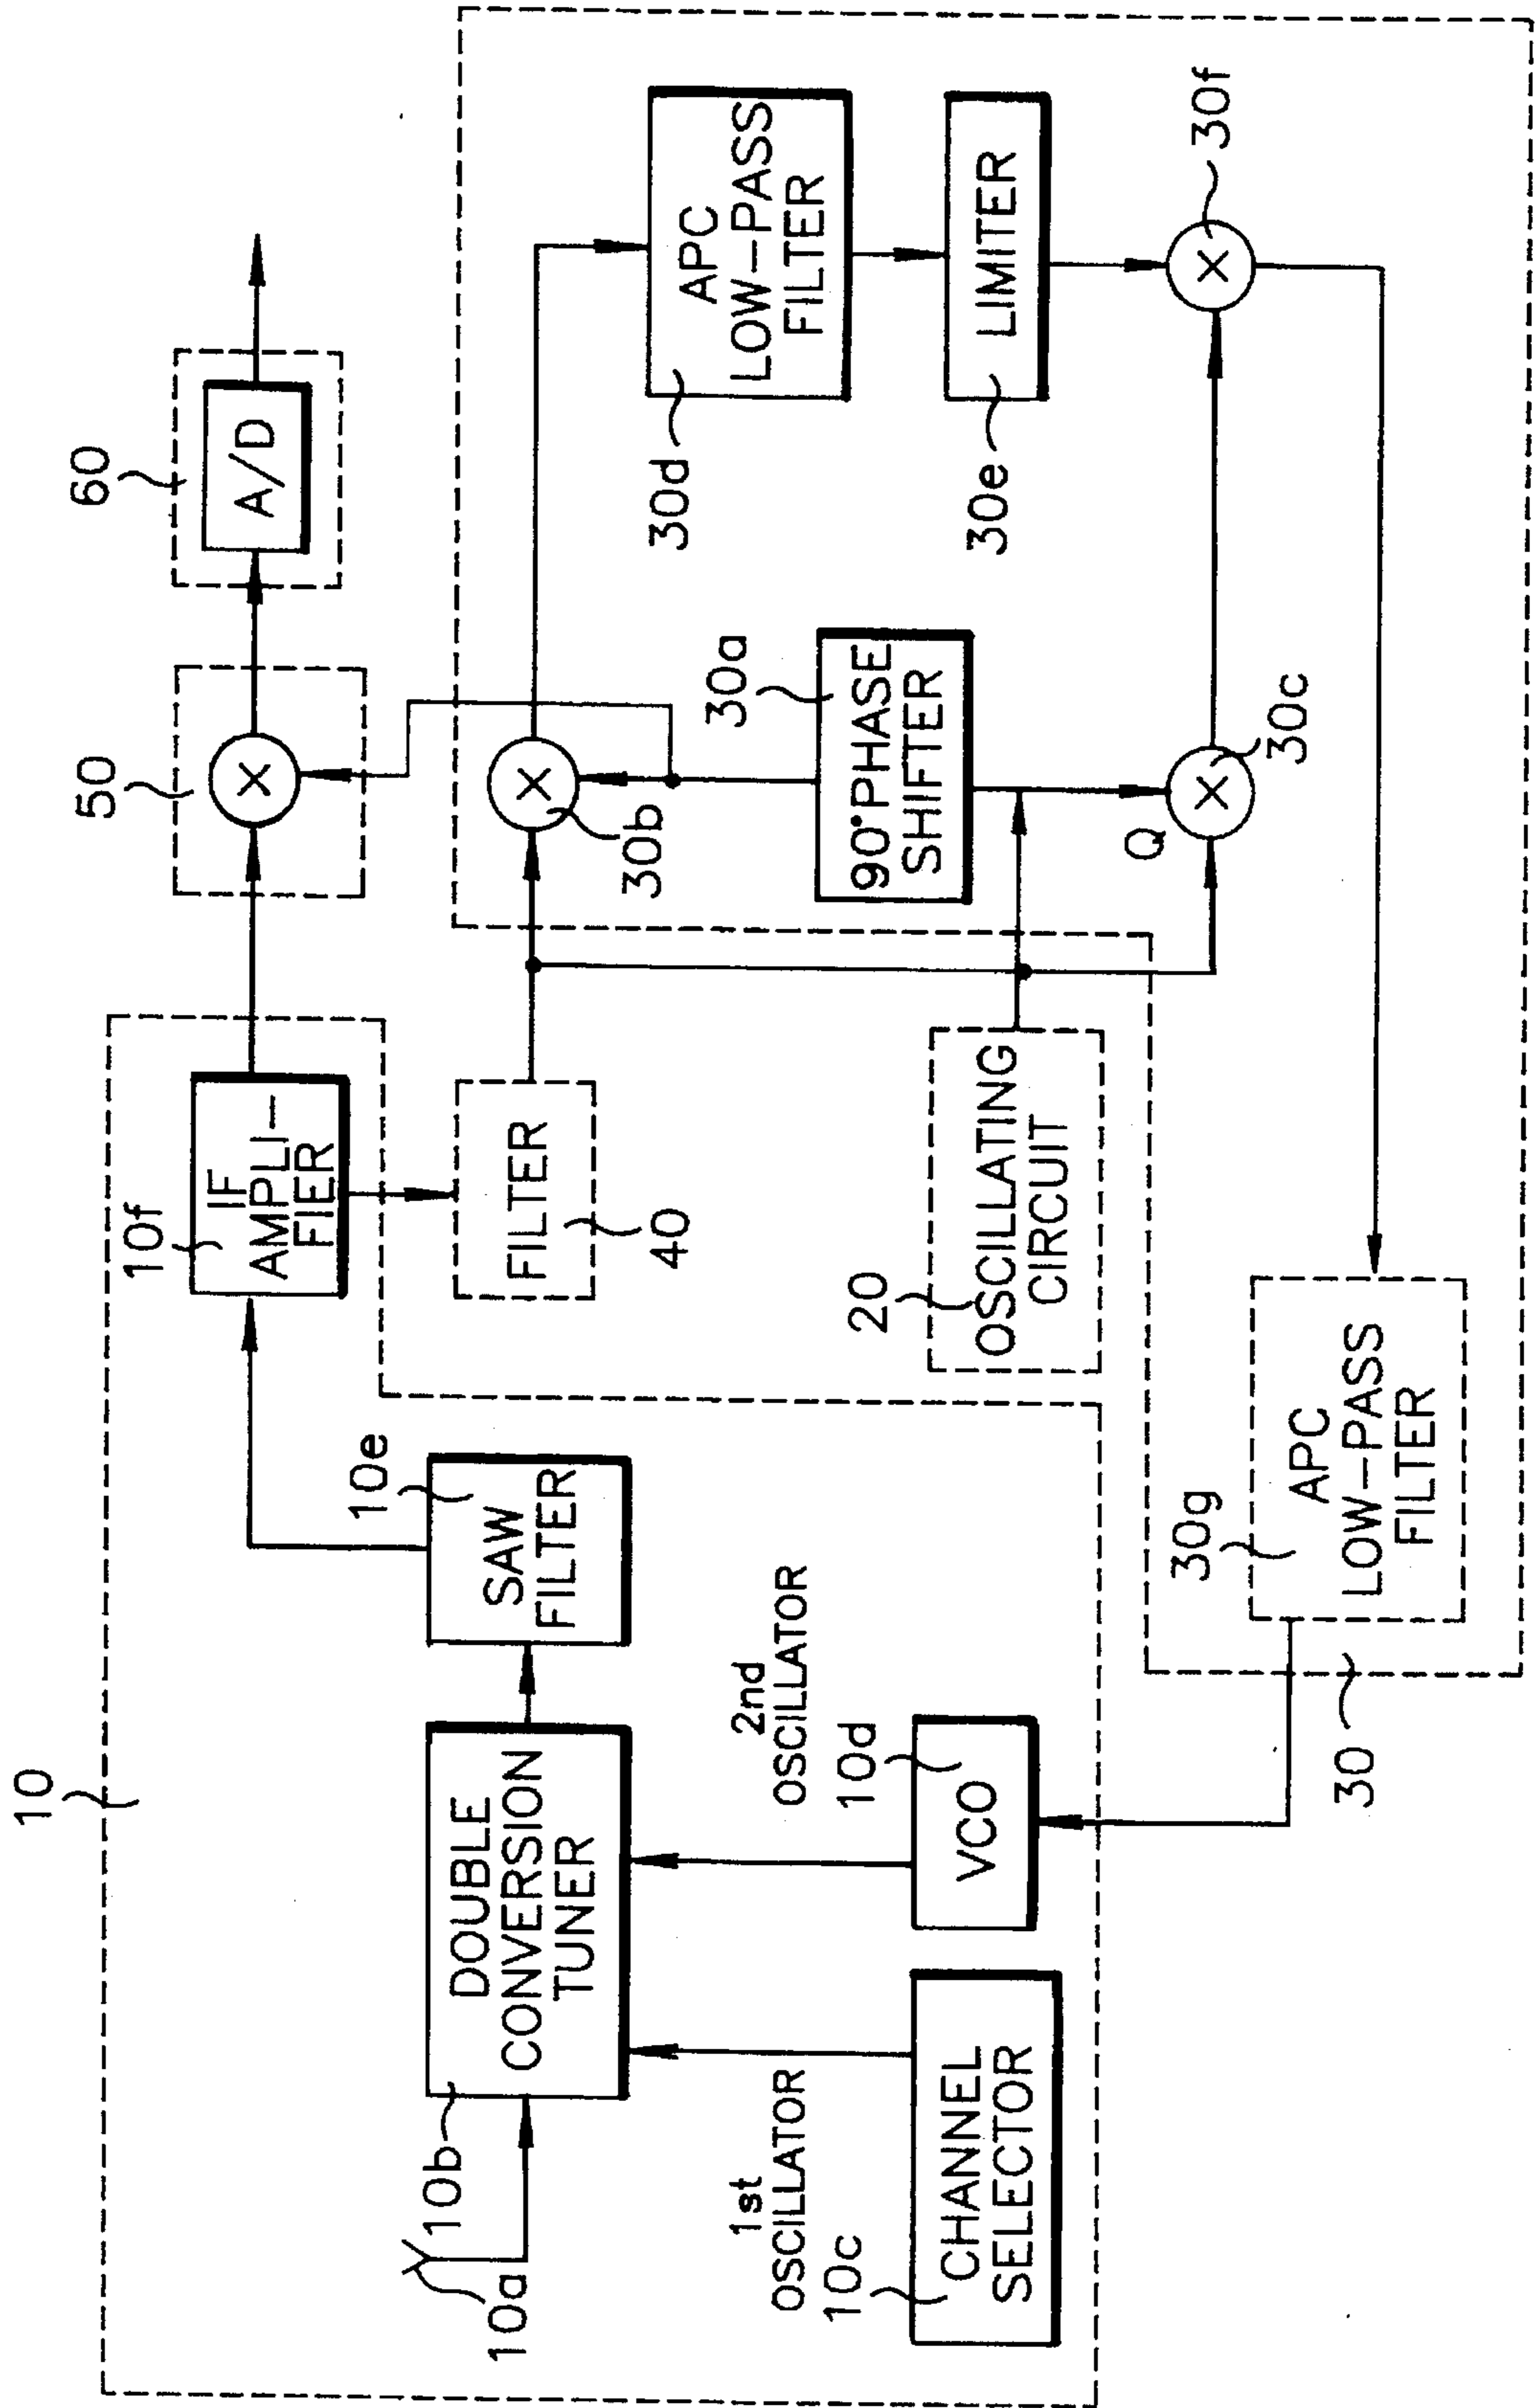 10
10a
10b
DOUBLE
CONVERSION
TUNER
1st
OSCILLATOR
10c
CHANNEL
SELECTOR
2nd
OSCILLATOR
10d
VCO
10e
SAW
FILTER
10f
IF
AMPLI-
FIER
FILTER
40
20
OSCILLATING
CIRCUIT
50
×
60
A/D
×
30b
30a
90°PHASE
SHIFTER
Q
×
30c
30d
APC
LOW-PASS
FILTER
30e
LIMITER
×
30f
30g
APC
LOW-PASS
FILTER
30